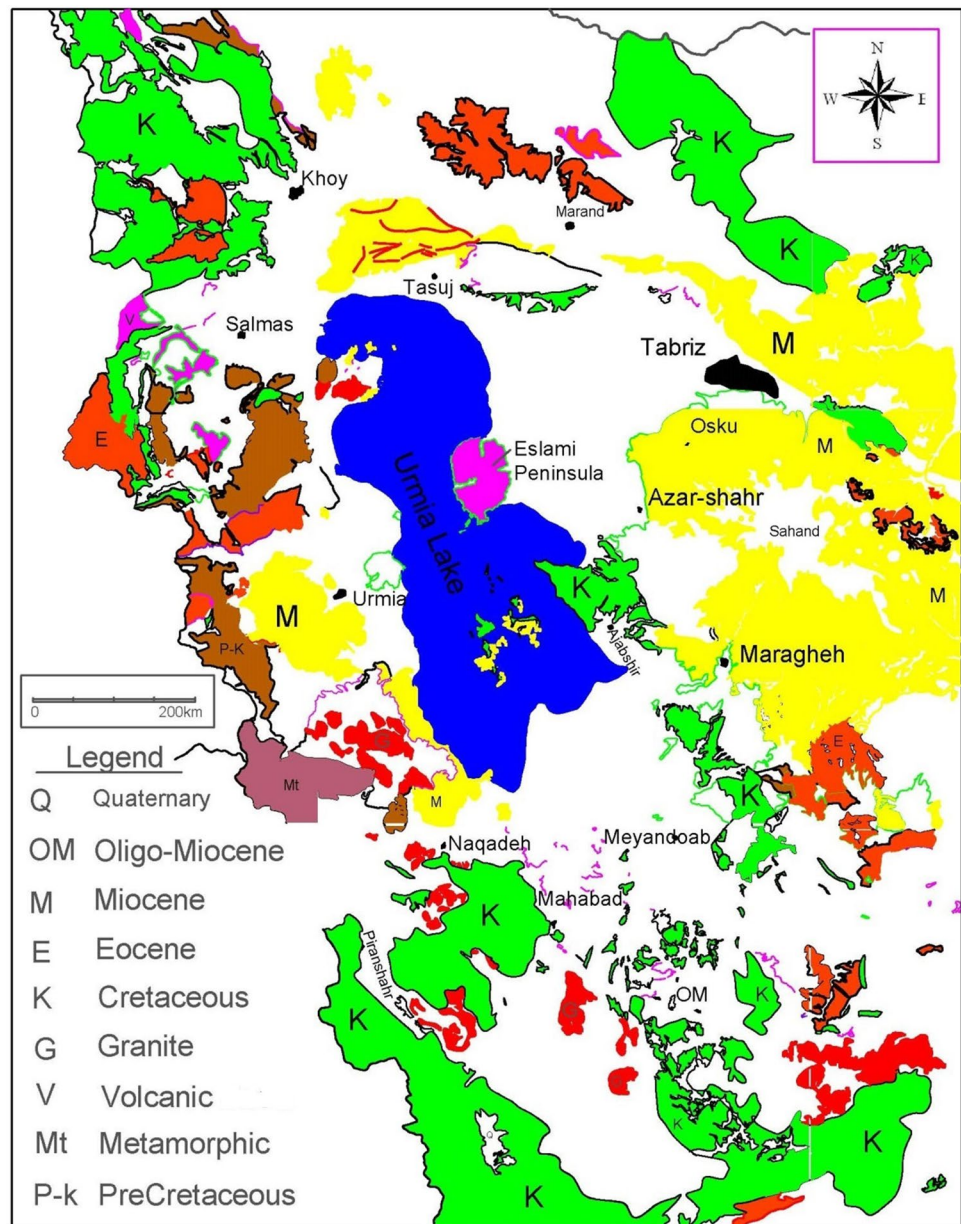 N
W E
S
K
K
Khoy
Marand
K
K
Tasuj
V
Salmas
Tabriz
M
E
Osku
M
Eslami
Peninsula
Urmia Lake
Azar-shahr
Sahand
K
M
Urmia
M
Ajabshir
P-K
Maragheh
0 200km
E
Mt
M
K
Legend
Q Quaternary
OM Oligo-Miocene
M Miocene
E Eocene
K Cretaceous
G Granite
V Volcanic
Mt Metamorphic
P-k PreCretaceous
Naqadeh
Meyandoab
K
Mahabad
Piranshahr
K
OM
K
K
K
K